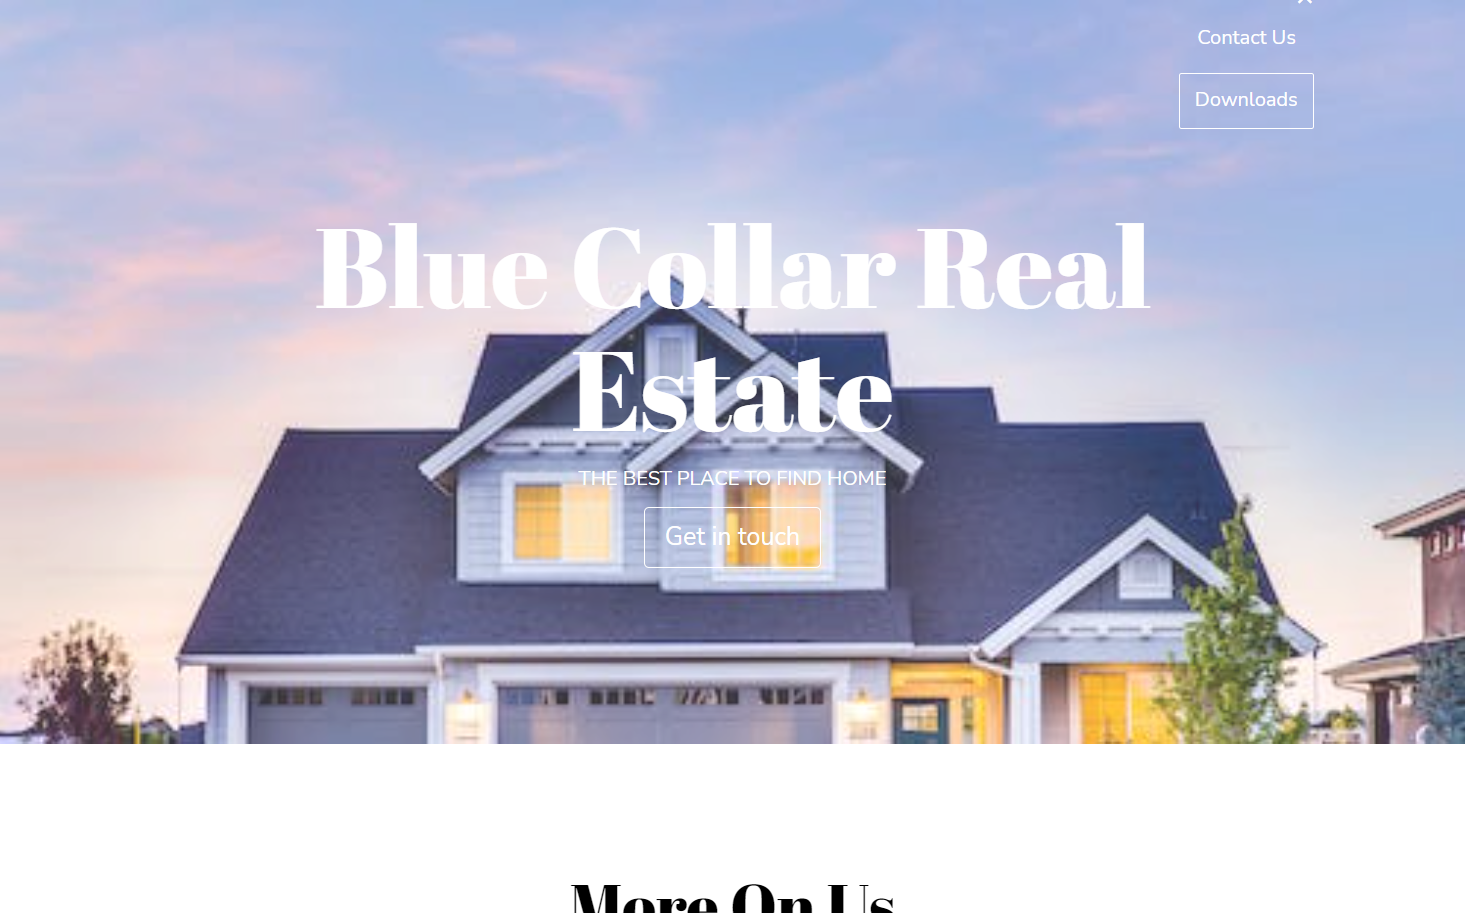 Contact Us
Downloads
Blue Collar Real
Estate
THE BEST PLACE TO FIND HOME
Get in touch
More On Us